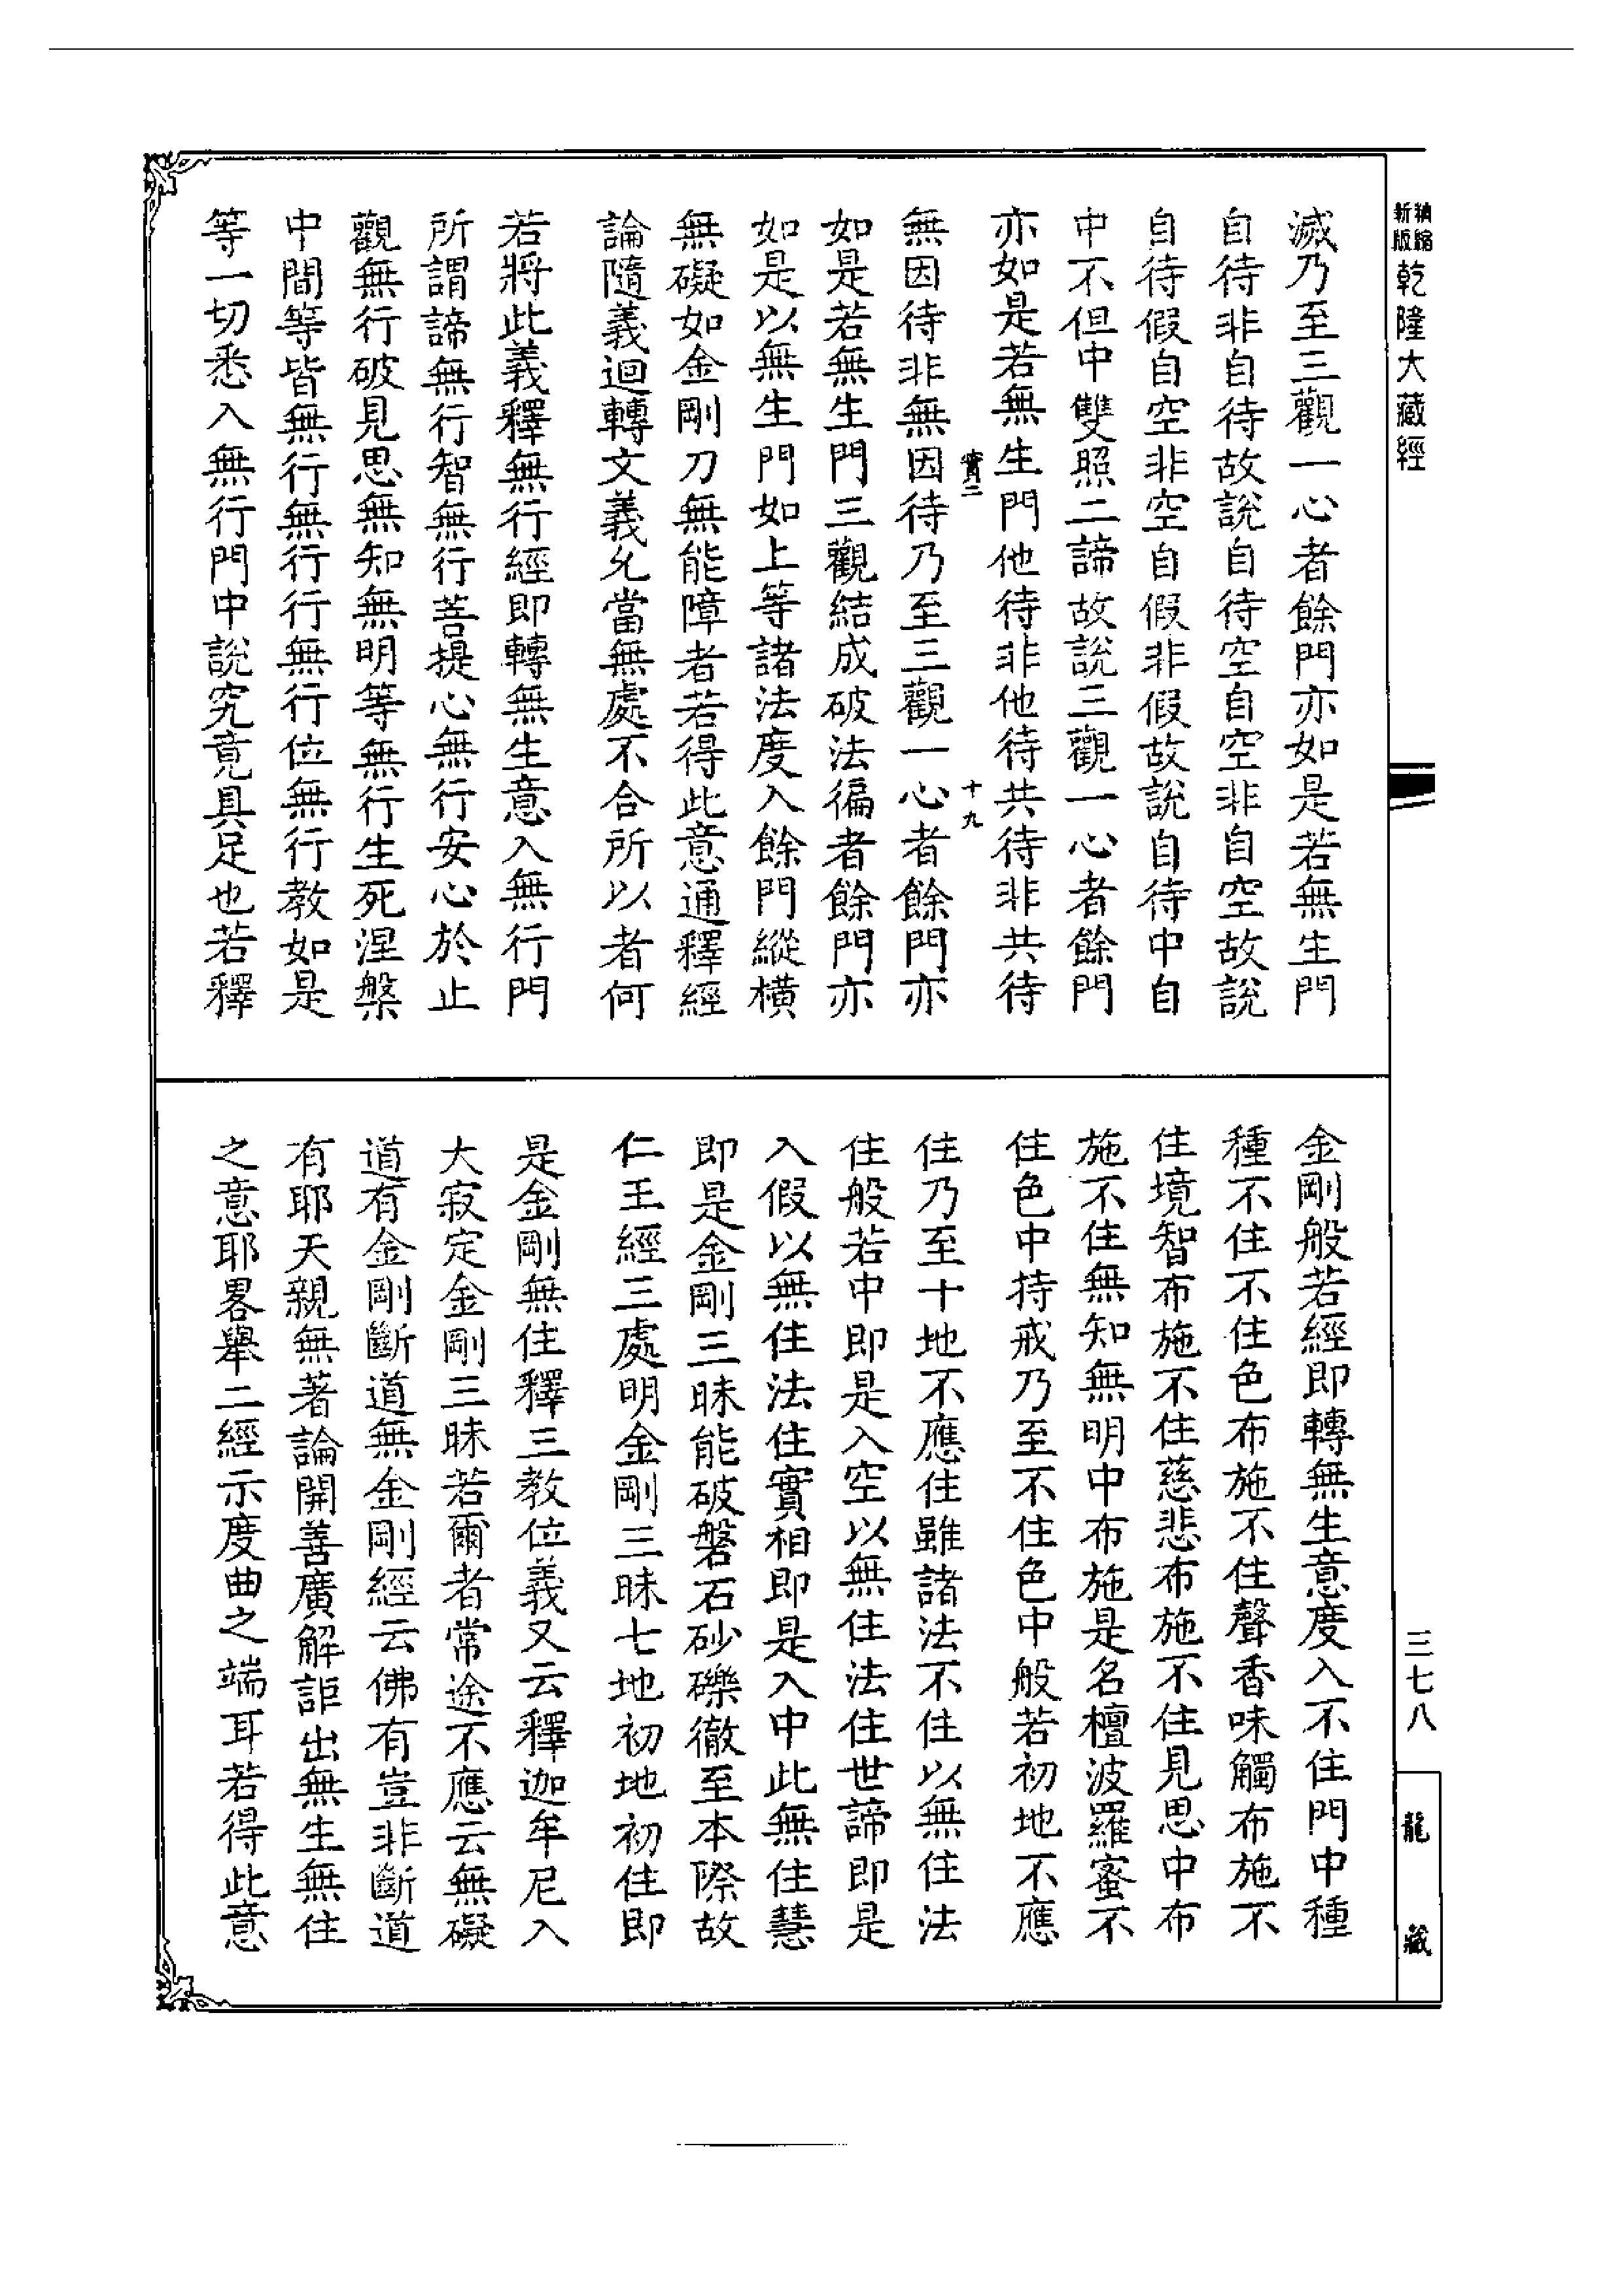 新版精縮
乾隆大藏經
滅乃至三觀一心者餘門亦如是若無生門
自待非自待故說自待空自空非自空故說
自待假自空非空自假非假故說自待中自
中不但中雙照二諦故說三觀一心者餘門
亦如是若無生門他待非他待共待非共待
實二
十九
無因待非無因待乃至三觀一心者餘門亦
如是若無生門三觀結成破法徧者餘門亦
如是以無生門如上等諸法度入餘門縱橫
無礙如金剛刀無能障者若得此意通釋經
論隨義迴轉文義允當無處不合所以者何
若將此義釋無行經即轉無生意入無行門
所謂諦無行智無行菩提心無行安心於止
觀無行破見思無知無明等無行生死涅槃
中間等皆無行無行行無行位無行教如是
等一切悉入無行門中說究竟具足也若釋
金剛般若經即轉無生意度入不住門中種
種不住不住色布施不住聲香味觸布施不
住境智布施不住慈悲布施不住見思中布
施不住無知無明中布施是名檀波羅蜜不
住色中持戒乃至不住色中般若初地不應
住乃至十地不應住雖諸法不住以無住法
住般若中即是入空以無住法住世諦即是
入假以無住法住實相即是入中此無住慧
即是金剛三昧能破磐石砂礫徹至本際故
仁王經三處明金剛三昧七地初地初住即
是金剛無住釋三教位義又云釋迦牟尼入
大寂定金剛三昧若爾者常途不應云無礙
道有金剛斷道無金剛經云佛有豈非斷道
有耶天親無著論開善廣解詎出無生無住
之意耶畧舉二經示度曲之端耳若得此意
三七八
龍藏